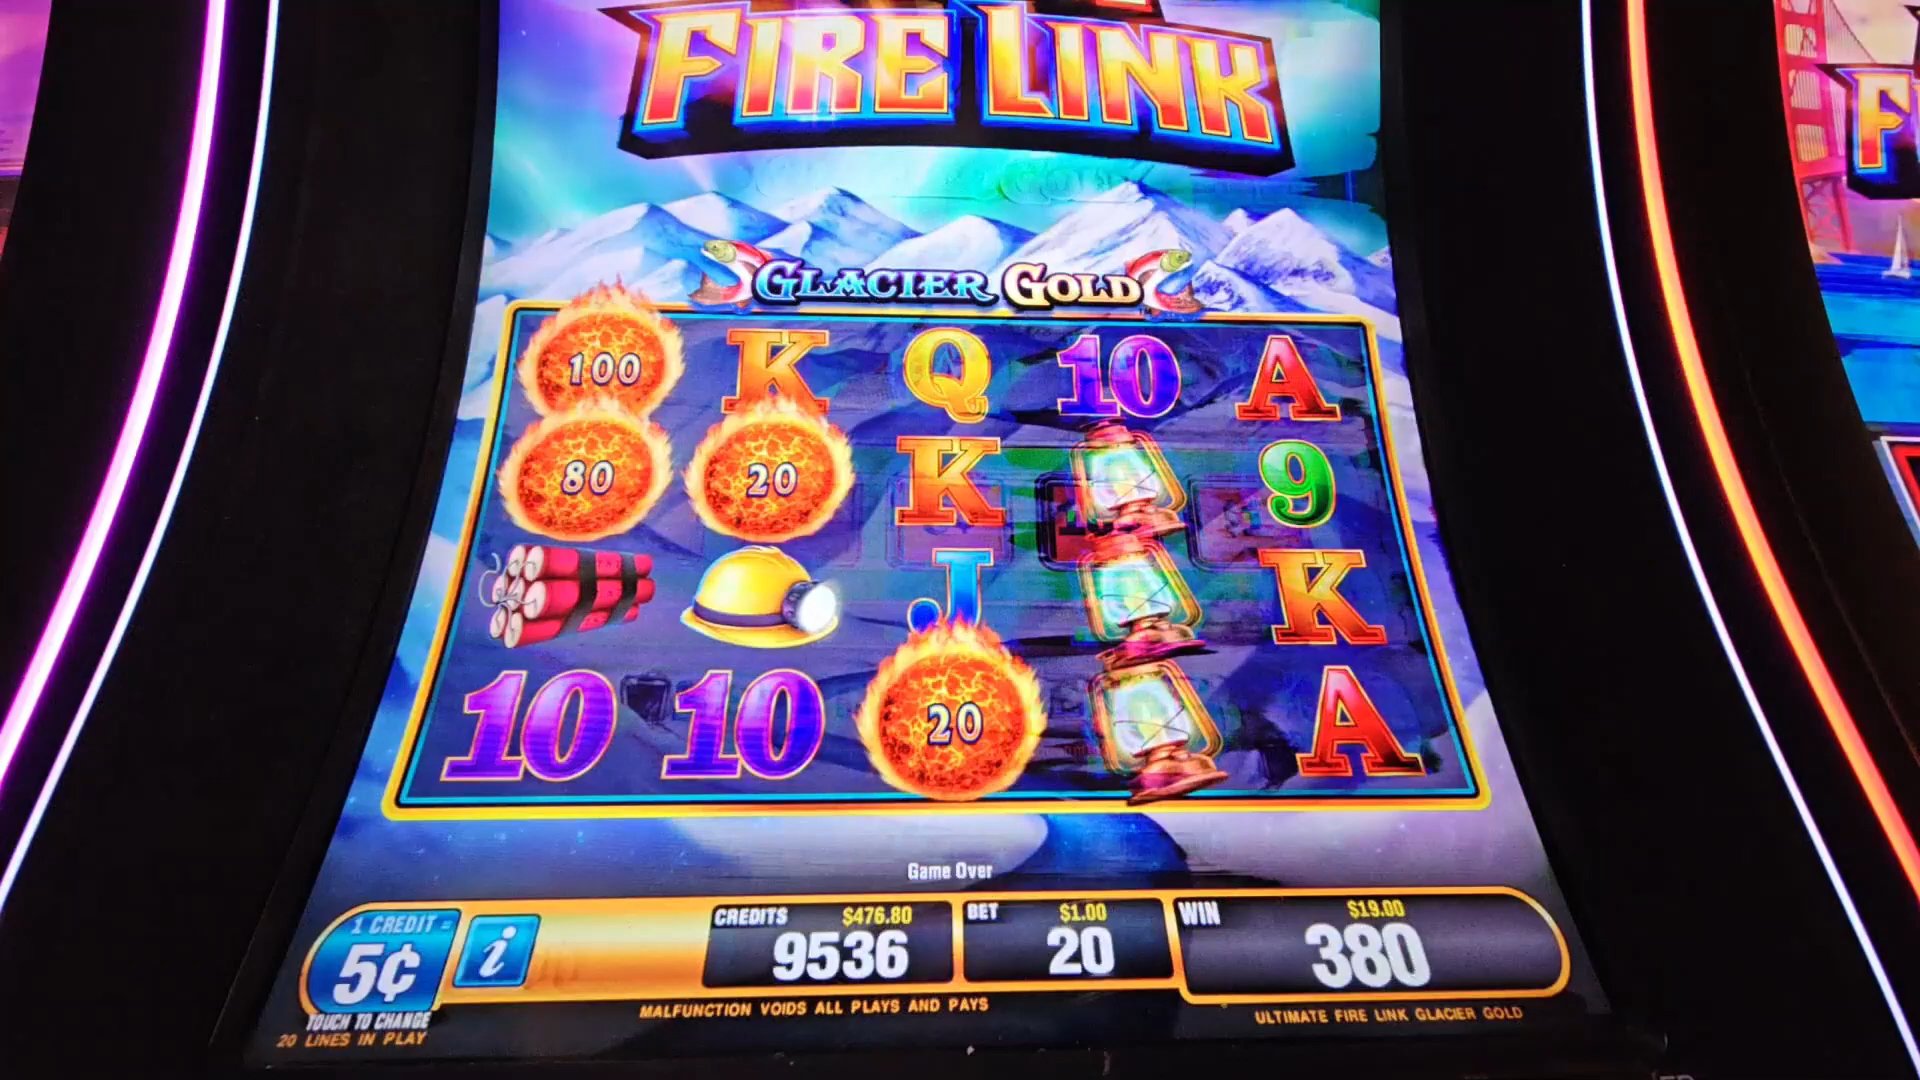 FIRE LINK
GLACIER GOLD
100 K Q 10 A
80 20 K 9
J K
10 10 20 A
Game Over
1 CREDIT =
5¢
TOUCH TO CHANGE
20 LINES IN PLAY
i
CREDITS $476.80
9536
BET $1.00
20
WIN $19.00
380
MALFUNCTION VOIDS ALL PLAYS AND PAYS
ULTIMATE FIRE LINK GLACIER GOLD
F